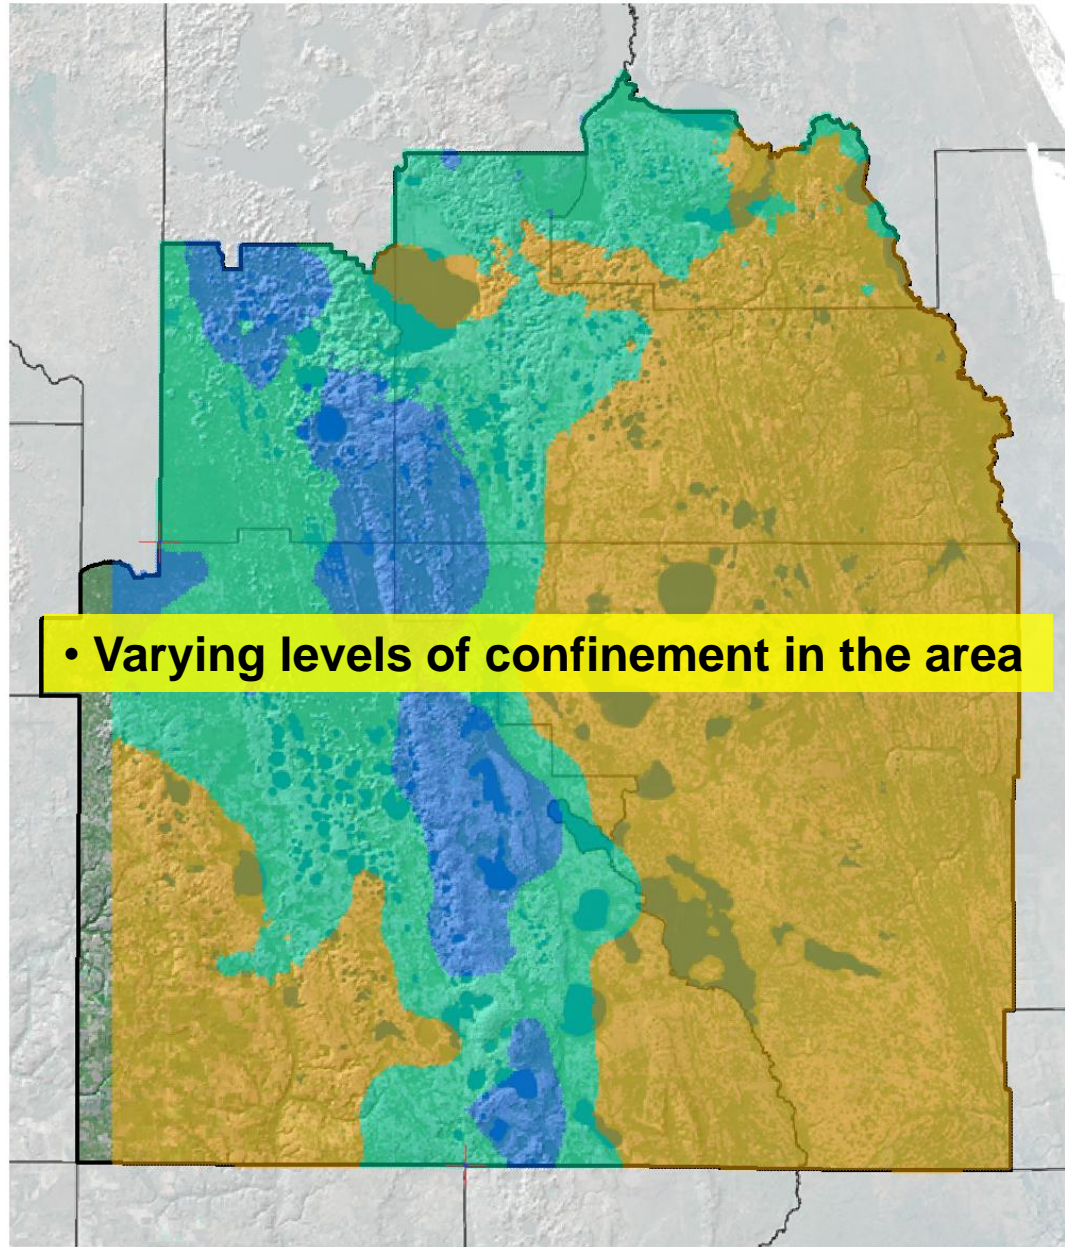 • Varying levels of confinement in the area